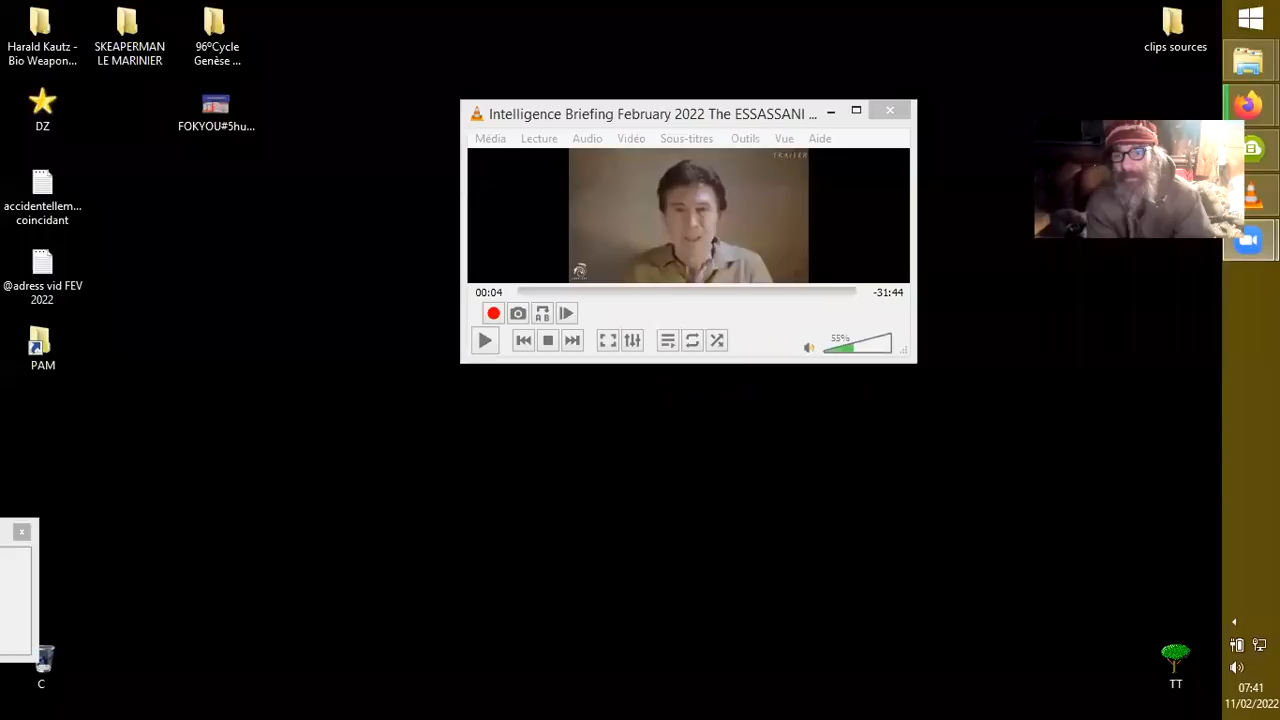 Harald Kautz -
Bio Weapon...
SKEAPERMAN
LE MARINIER
96°Cycle
Genèse ...
clips sources
DZ
FOKYOU#5hu...
accidentellem...
coincidant
@adress vid FEV
2022
PAM
C
Intelligence Briefing February 2022 The ESSASSANI ...
Média Lecture Audio Vidéo Sous-titres Outils Vue Aide
TRAILER
00:04
-31:44
A B
55%
TT
07:41
11/02/2022